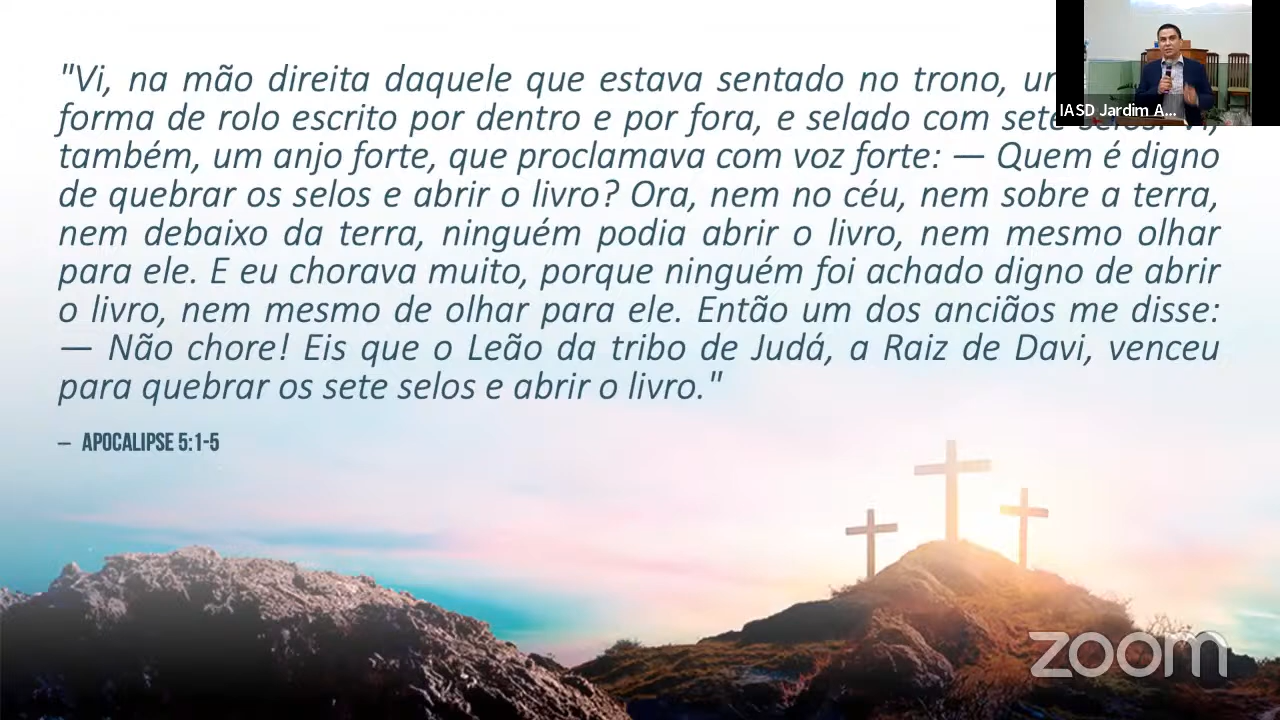 "Vi, na mão direita daquele que estava sentado no trono,
forma de rolo escrito por dentro e por fora, e selado com sete selos. Vi,
também, um anjo forte, que proclamava com voz forte: — Quem é digno
de quebrar os selos e abrir o livro? Ora, nem no céu, nem sobre a terra,
nem debaixo da terra, ninguém podia abrir o livro, nem mesmo olhar
para ele. E eu chorava muito, porque ninguém foi achado digno de abrir
o livro, nem mesmo de olhar para ele. Então um dos anciãos me disse:
— Não chore! Eis que o Leão da tribo de Judá, a Raiz de Davi, venceu
para quebrar os sete selos e abrir o livro."
– APOCALIPSE 5:1-5
IASD Jardim A...
zoom